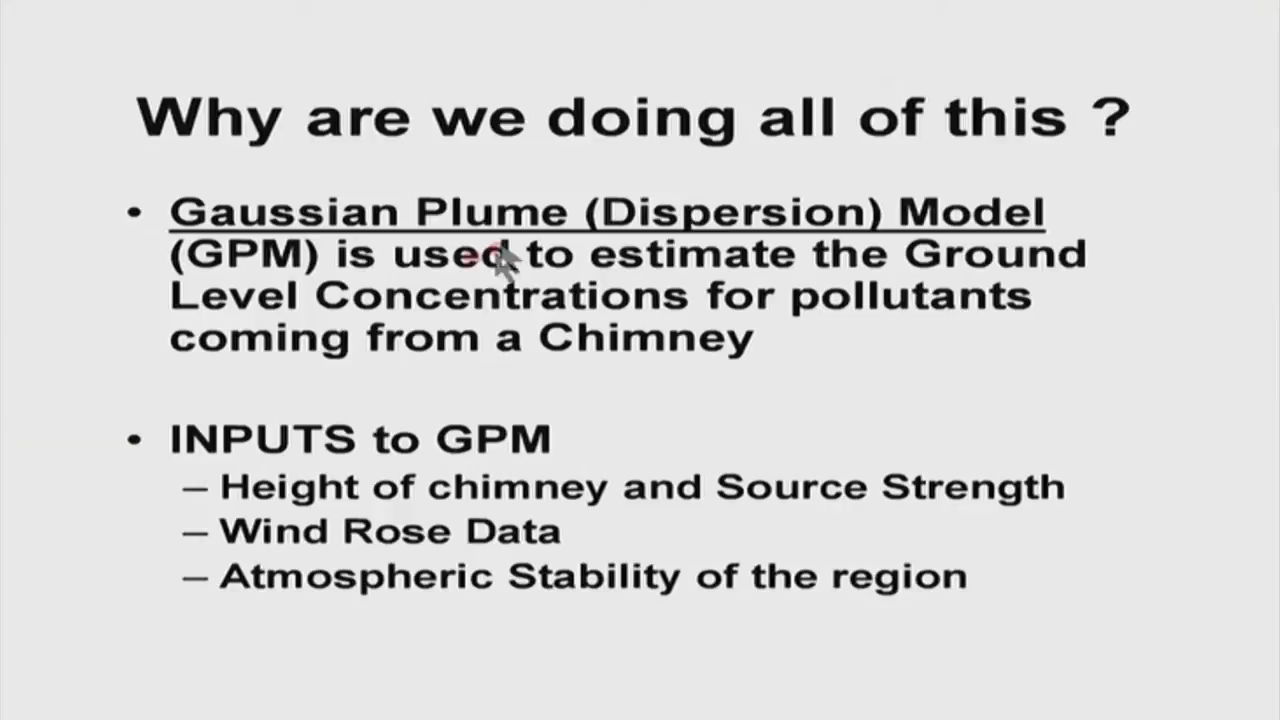 Why are we doing all of this ?
• Gaussian Plume (Dispersion) Model
(GPM) is used to estimate the Ground
Level Concentrations for pollutants
coming from a Chimney
• INPUTS to GPM
– Height of chimney and Source Strength
– Wind Rose Data
– Atmospheric Stability of the region